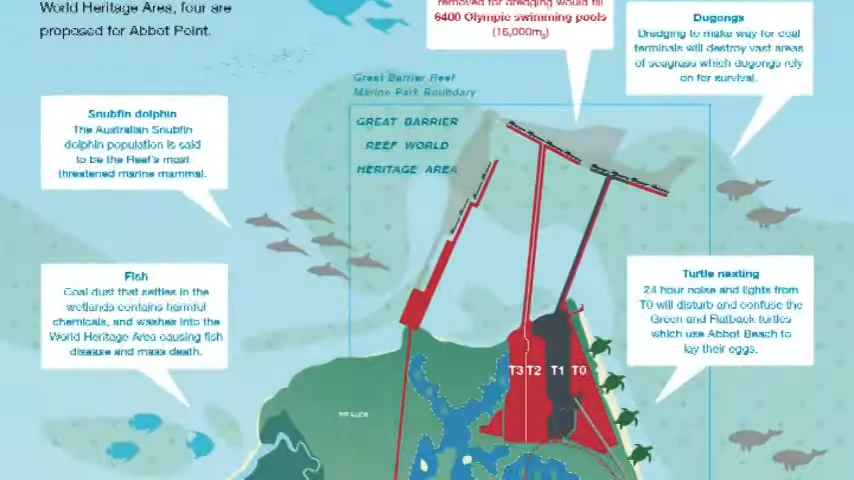 World Heritage Area, four are
proposed for Abbot Point.
removed for dredging would fill
6400 Olympic swimming pools
(16,000m3)
Dugongs
Dredging to make way for coal
terminals will destroy vast areas
of seagrass which dugongs rely
on for survival.
Great Barrier Reef
Marine Park Boundary
GREAT BARRIER
REEF WORLD
HERITAGE AREA
Snubfin dolphin
The Australian Snubfin
dolphin population is said
to be the Reef's most
threatened marine mammal.
Fish
Coal dust that settles in the
wetlands contains harmful
chemicals, and washes into the
World Heritage Area causing fish
disease and mass death.
Turtle nesting
24 hour noise and lights from
T0 will disturb and confuse the
Green and Flatback turtles
which use Abbot Beach to
lay their eggs.
T3 T2 T1 T0